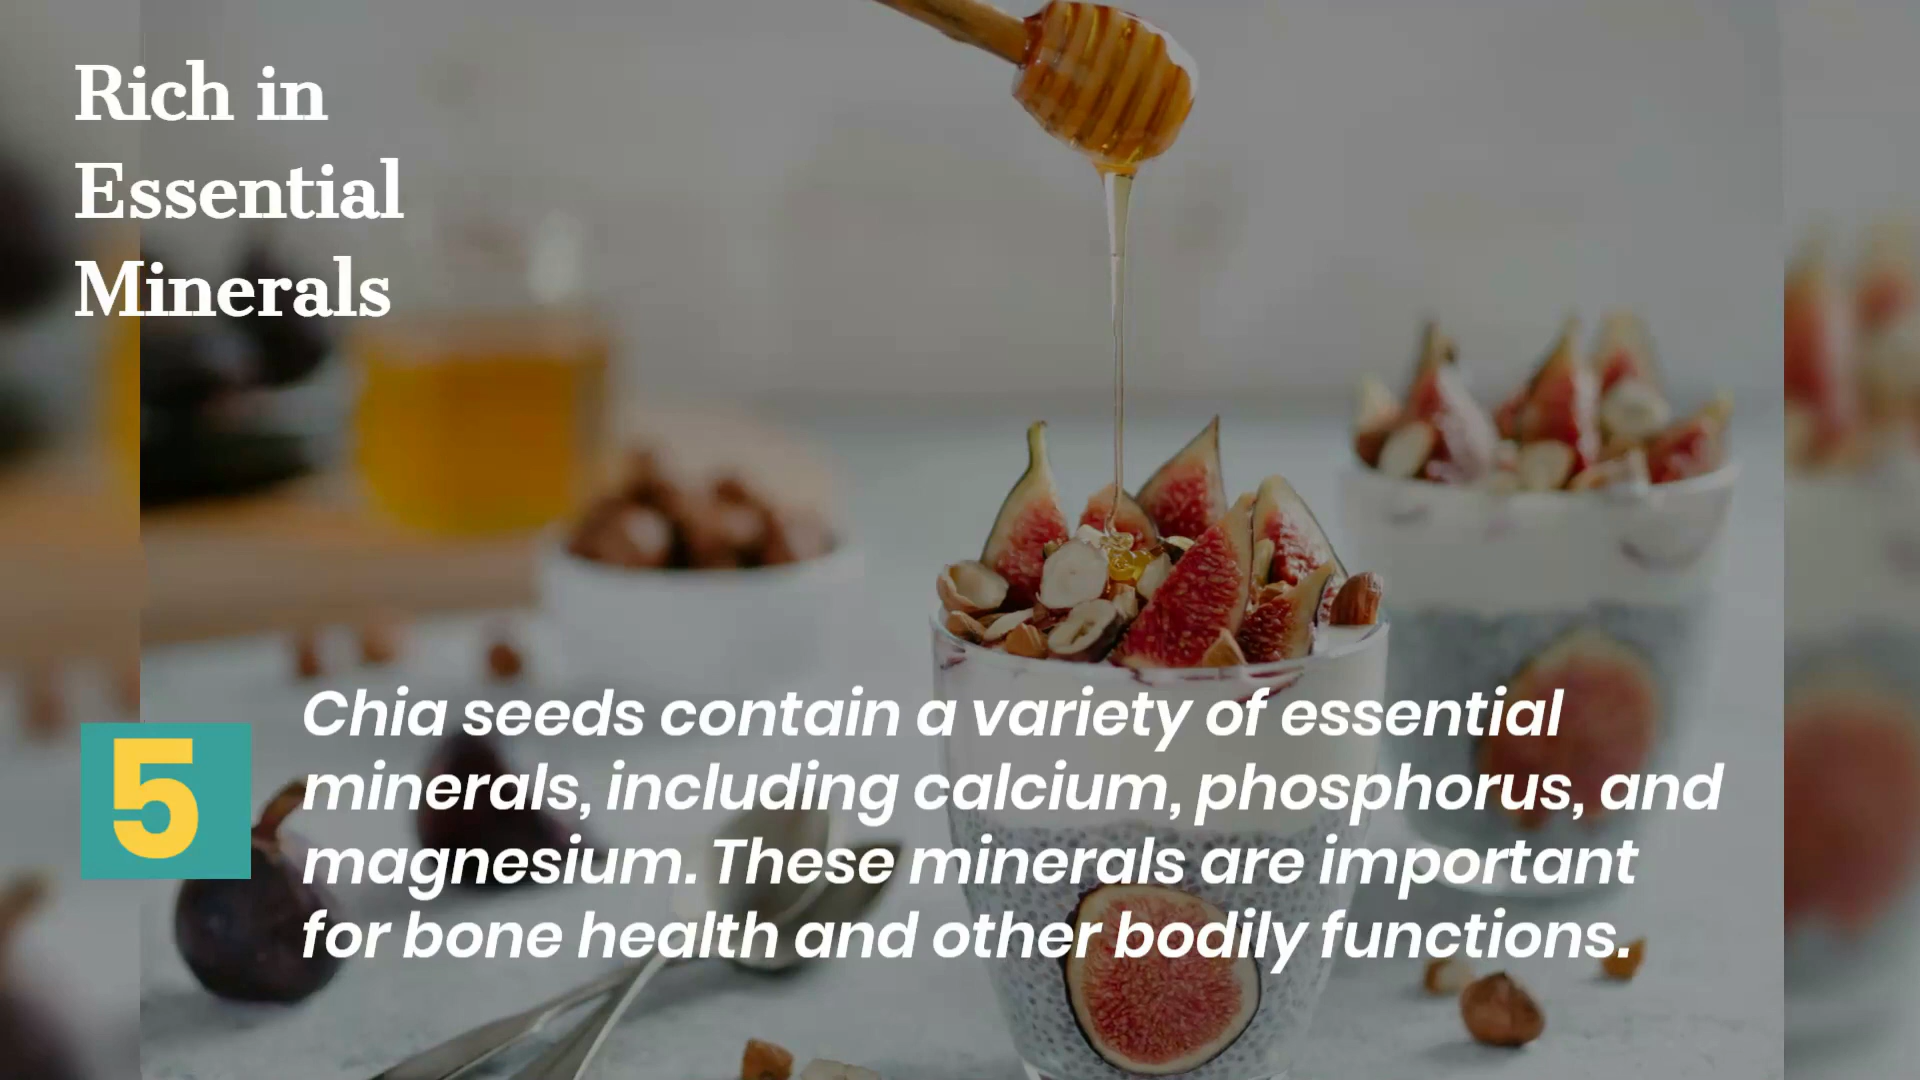 Rich in
Essential
Minerals
5
Chia seeds contain a variety of essential
minerals, including calcium, phosphorus, and
magnesium. These minerals are important
for bone health and other bodily functions.